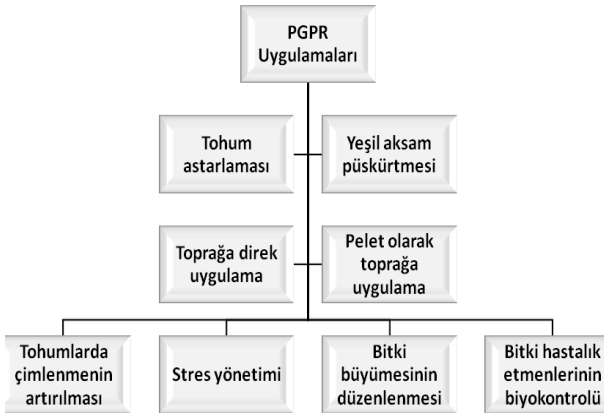 PGPR
Uygulamaları
Tohum
astarlaması
Yeşil aksam
püskürtmesi
Toprağa direk
uygulama
Pelet olarak
toprağa
uygulama
Tohumlarda
çimlenmenin
artırılması
Stres yönetimi
Bitki
büyümesinin
düzenlenmesi
Bitki hastalık
etmenlerinin
biyokontrolü